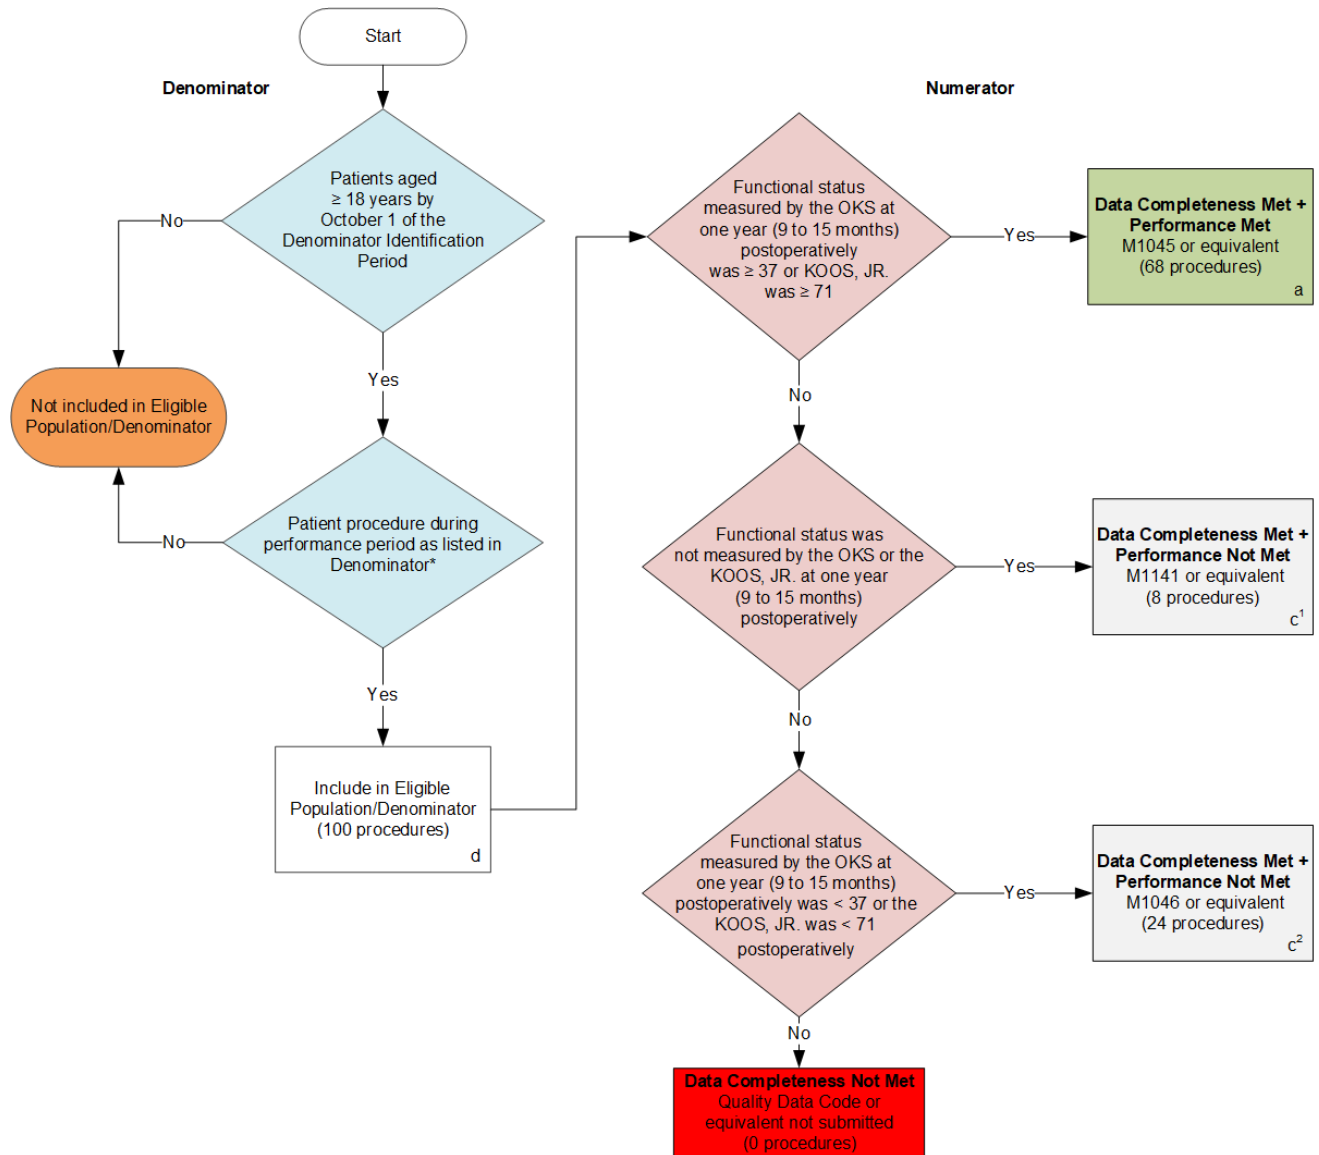 Start
Denominator
Patients aged
≥ 18 years by
October 1 of the
Denominator Identification
Period
No
Yes
Not included in Eligible
Population/Denominator
Patient procedure during
performance period as listed in
Denominator*
No
Yes
Include in Eligible
Population/Denominator
(100 procedures)
d
Numerator
Functional status
measured by the OKS at
one year (9 to 15 months)
postoperatively
was ≥ 37 or KOOS, JR.
was ≥ 71
Yes
Data Completeness Met +
Performance Met
M1045 or equivalent
(68 procedures)
a
No
Functional status was
not measured by the OKS or the
KOOS, JR. at one year
(9 to 15 months)
postoperatively
Yes
Data Completeness Met +
Performance Not Met
M1141 or equivalent
(8 procedures)
c¹
No
Functional status
measured by the OKS at
one year (9 to 15 months)
postoperatively was < 37 or the
KOOS, JR. was < 71
postoperatively
Yes
Data Completeness Met +
Performance Not Met
M1046 or equivalent
(24 procedures)
c²
No
Data Completeness Not Met
Quality Data Code or
equivalent not submitted
(0 procedures)